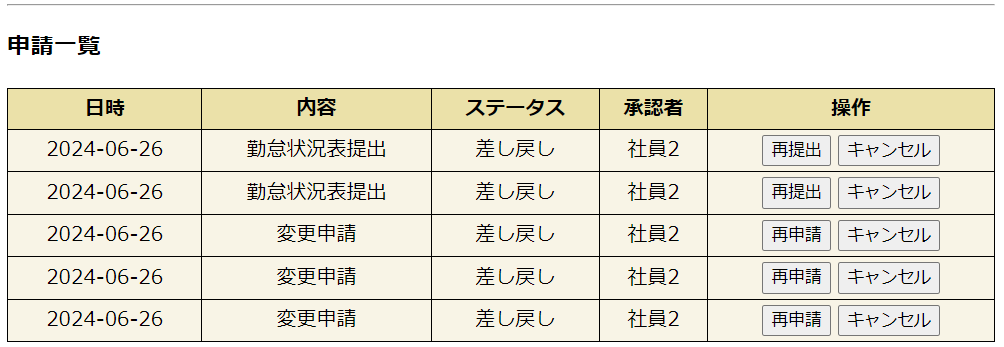 申請一覧
日時 内容 ステータス 承認者 操作
2024-06-26 勤怠状況表提出 差し戻し 社員2 再提出 キャンセル
2024-06-26 勤怠状況表提出 差し戻し 社員2 再提出 キャンセル
2024-06-26 変更申請 差し戻し 社員2 再申請 キャンセル
2024-06-26 変更申請 差し戻し 社員2 再申請 キャンセル
2024-06-26 変更申請 差し戻し 社員2 再申請 キャンセル